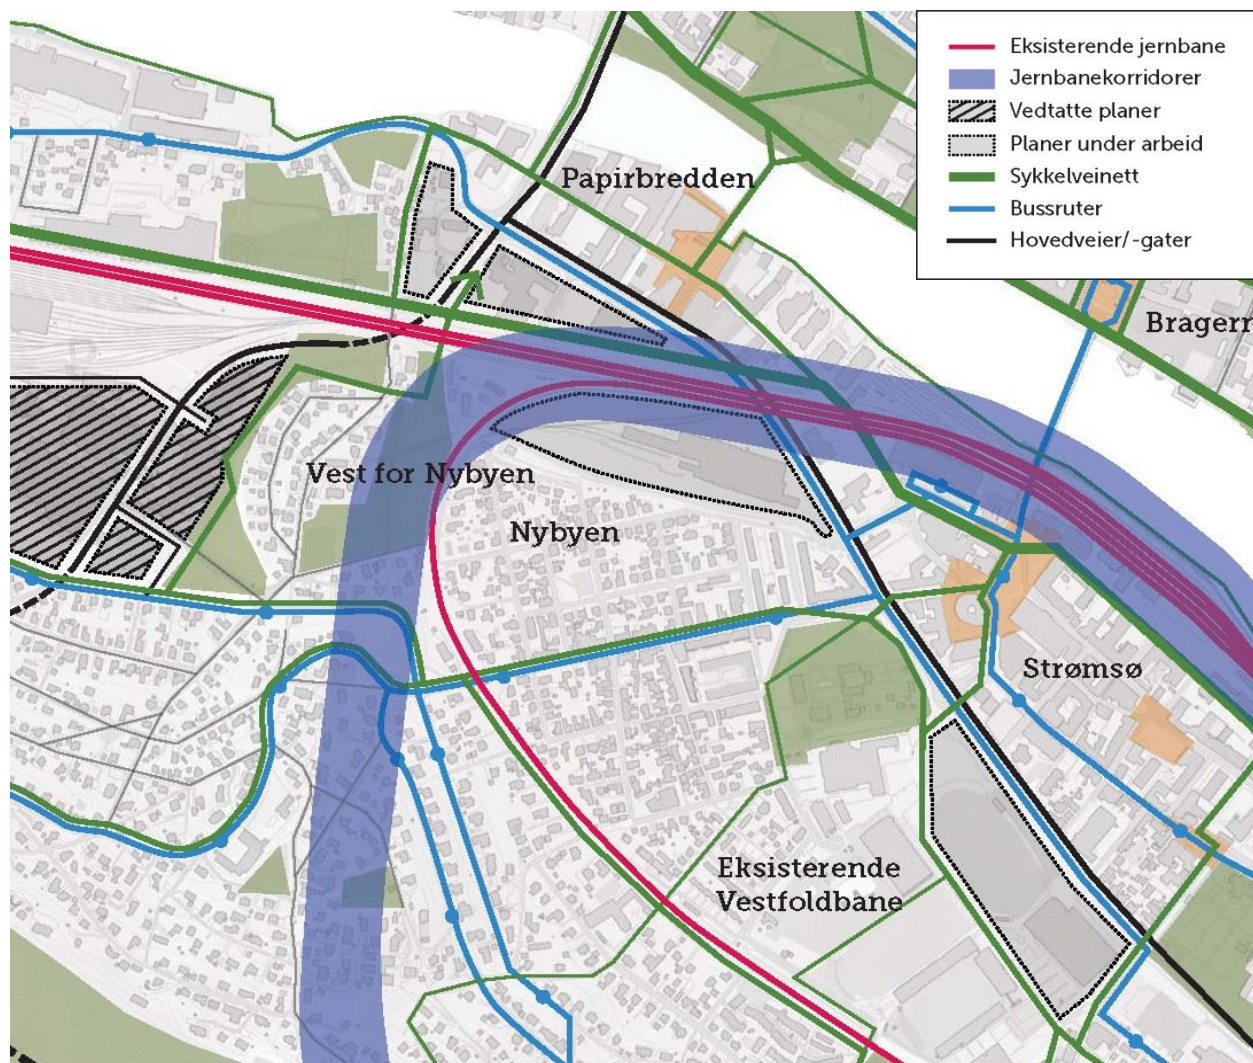 Eksisterende jernbane
Jernbanekorridorer
Vedtatte planer
Planer under arbeid
Sykkelveinett
Bussruter
Hovedveier/-gater
Papirbredden
Bragern
Vest for Nybyen
Nybyen
Strømsø
Eksisterende
Vestfoldbane